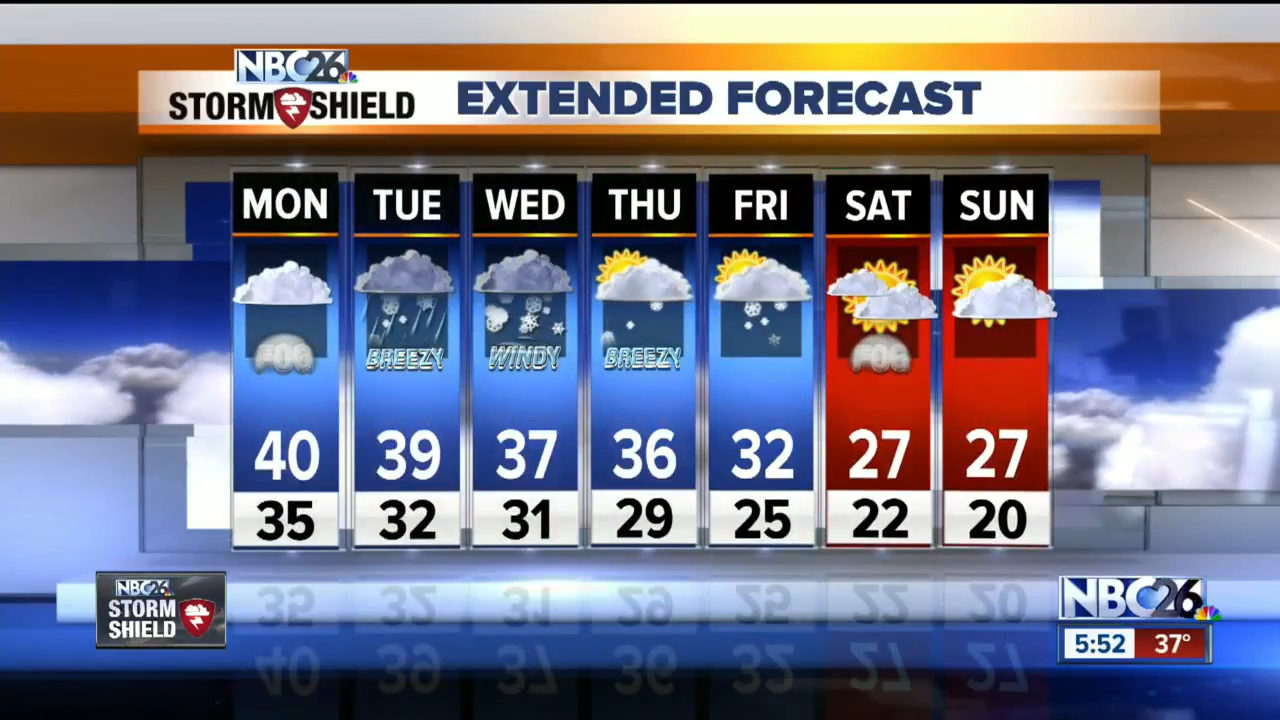 NBC26
STORM SHIELD
EXTENDED FORECAST
MON TUE WED THU FRI SAT SUN
FOG BREEZY WINDY BREEZY FOG
40 39 37 36 32 27 27
35 32 31 29 25 22 20
NBC26
STORM
SHIELD
NBC26
5:52 37°